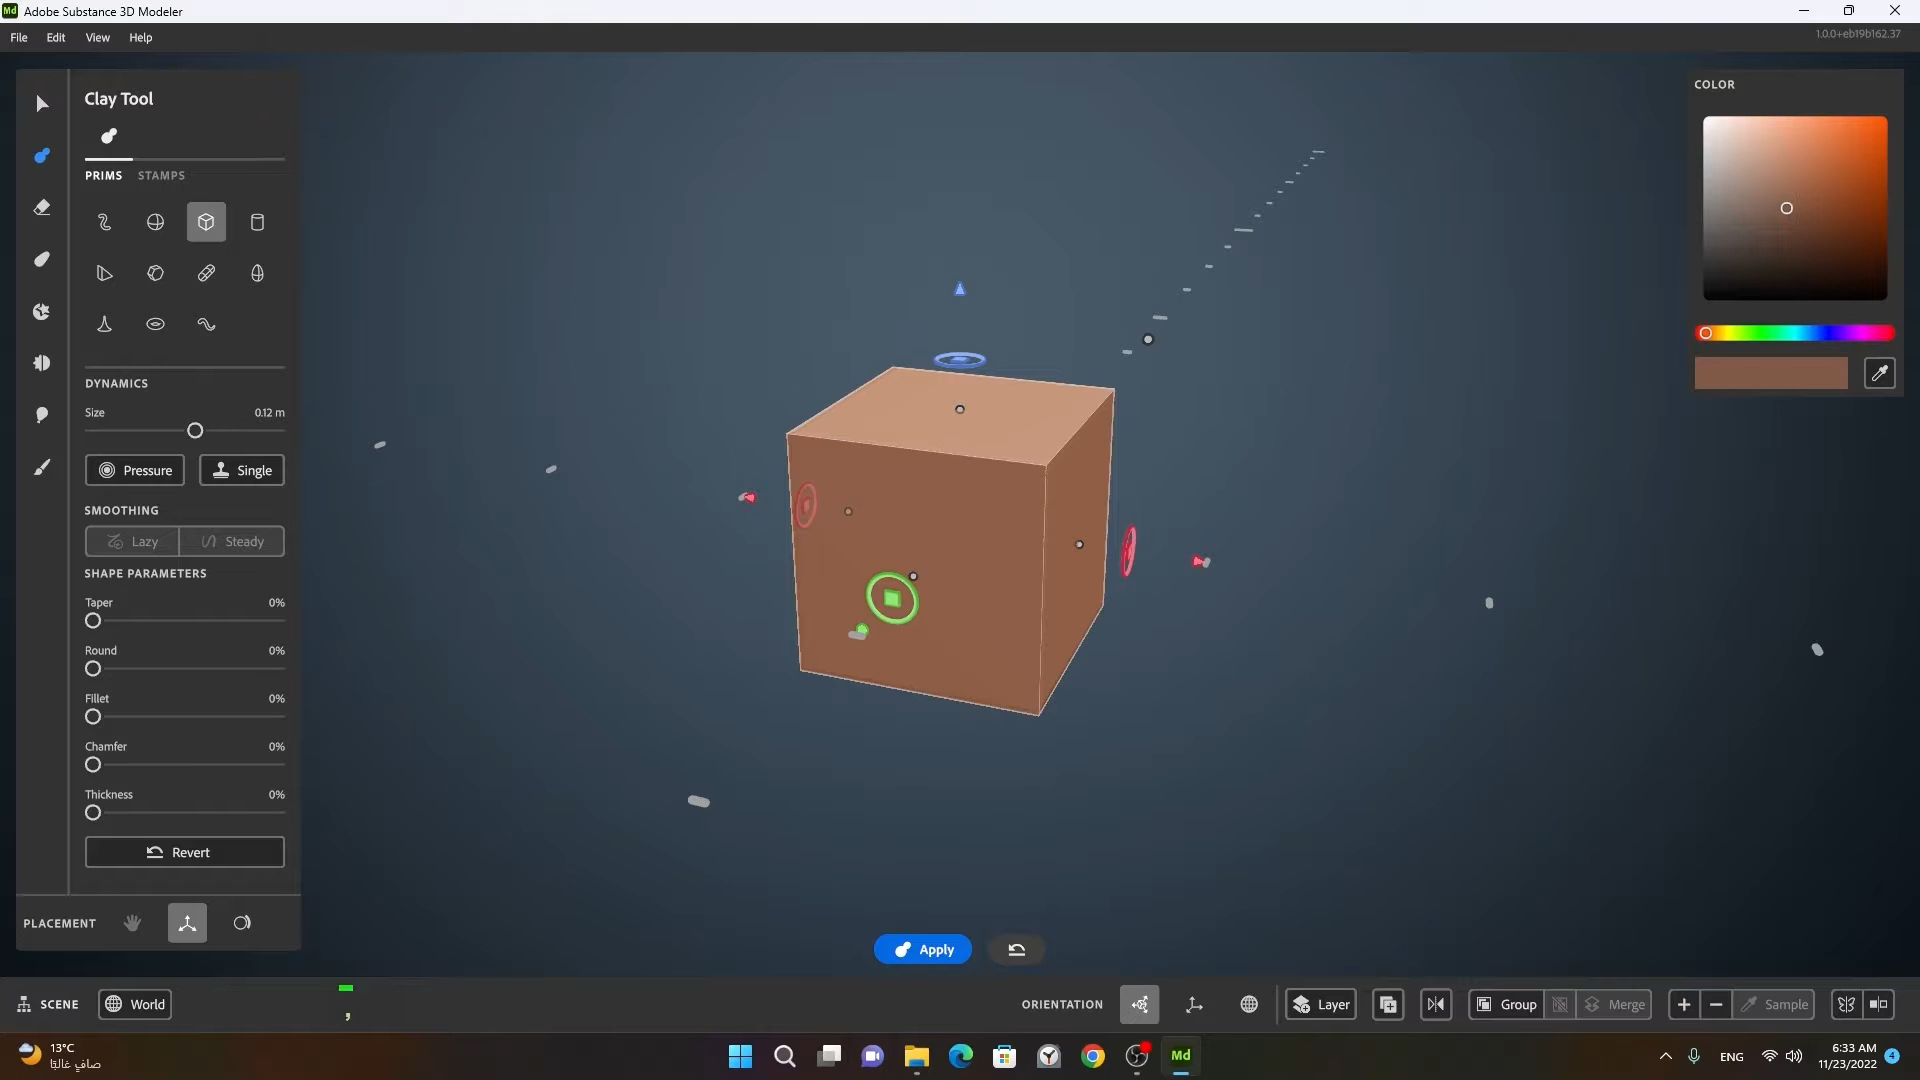 Md Adobe Substance 3D Modeler
File Edit View Help
1.0.0+eb19b162.37
Clay Tool
PRIMS STAMPS
DYNAMICS
Size 0.12 m
Pressure Single
SMOOTHING
Lazy Steady
SHAPE PARAMETERS
Taper 0%
Round 0%
Fillet 0%
Chamfer 0%
Thickness 0%
Revert
PLACEMENT
COLOR
Apply
SCENE World
,
ORIENTATION Layer Group Merge + − Sample
13°C
صافٍ غالبًا
Md
ENG
6:33 AM
11/23/2022
4